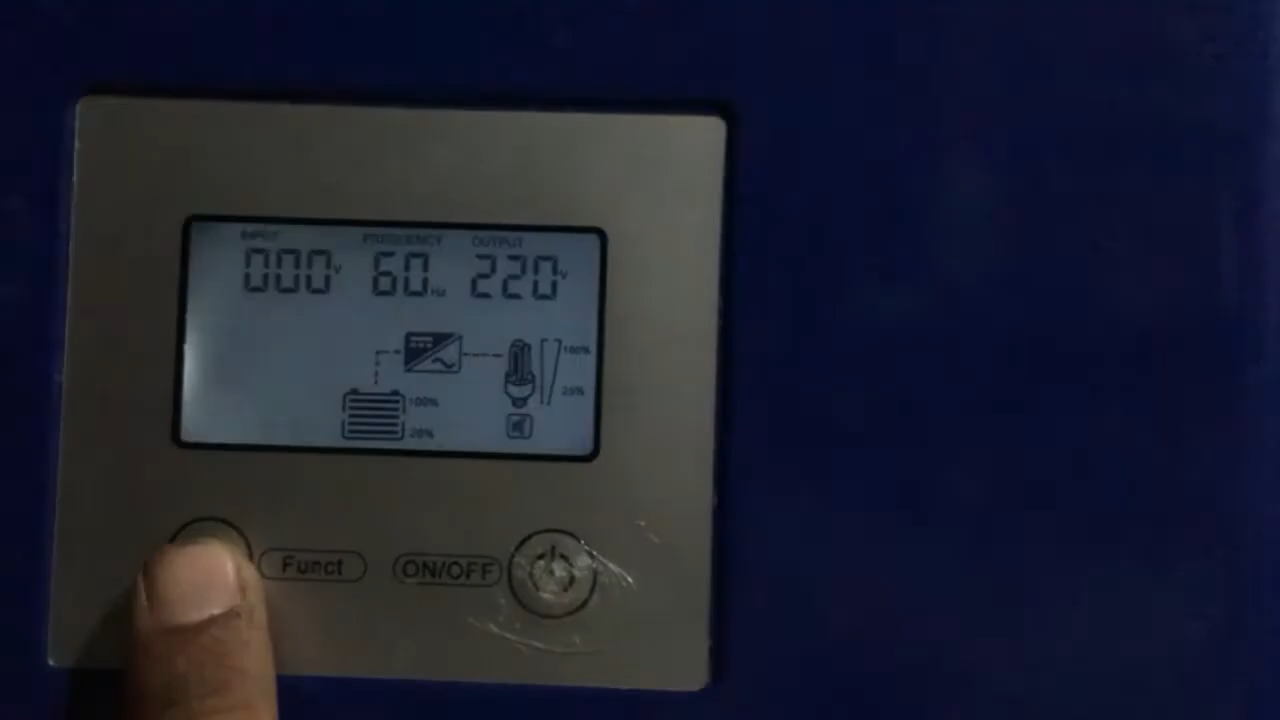 INPUT FREQUENCY OUTPUT
000V 60Hz 220V
100%
25%
100%
20%
Funct ON/OFF